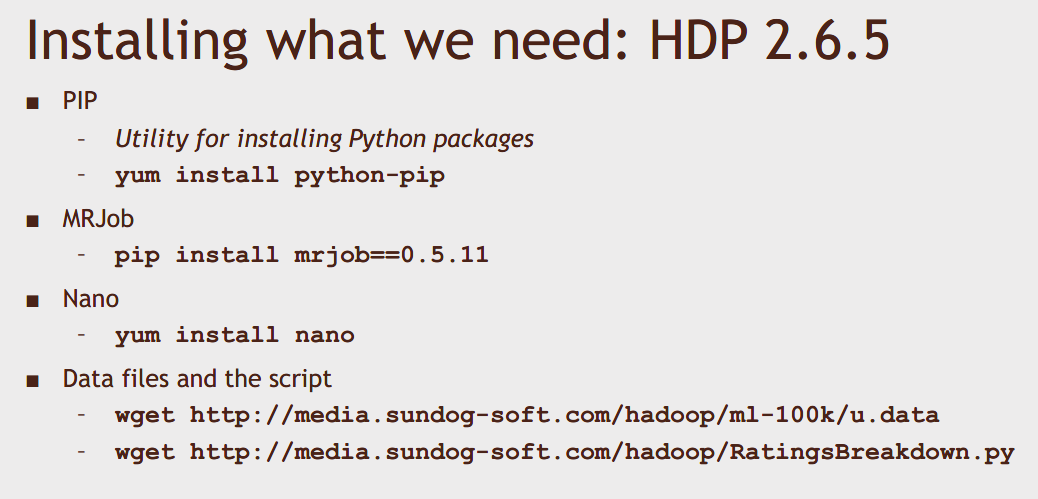 Installing what we need: HDP 2.6.5
■ PIP
– Utility for installing Python packages
– yum install python-pip
■ MRJob
– pip install mrjob==0.5.11
■ Nano
– yum install nano
■ Data files and the script
– wget http://media.sundog-soft.com/hadoop/ml-100k/u.data
– wget http://media.sundog-soft.com/hadoop/RatingsBreakdown.py